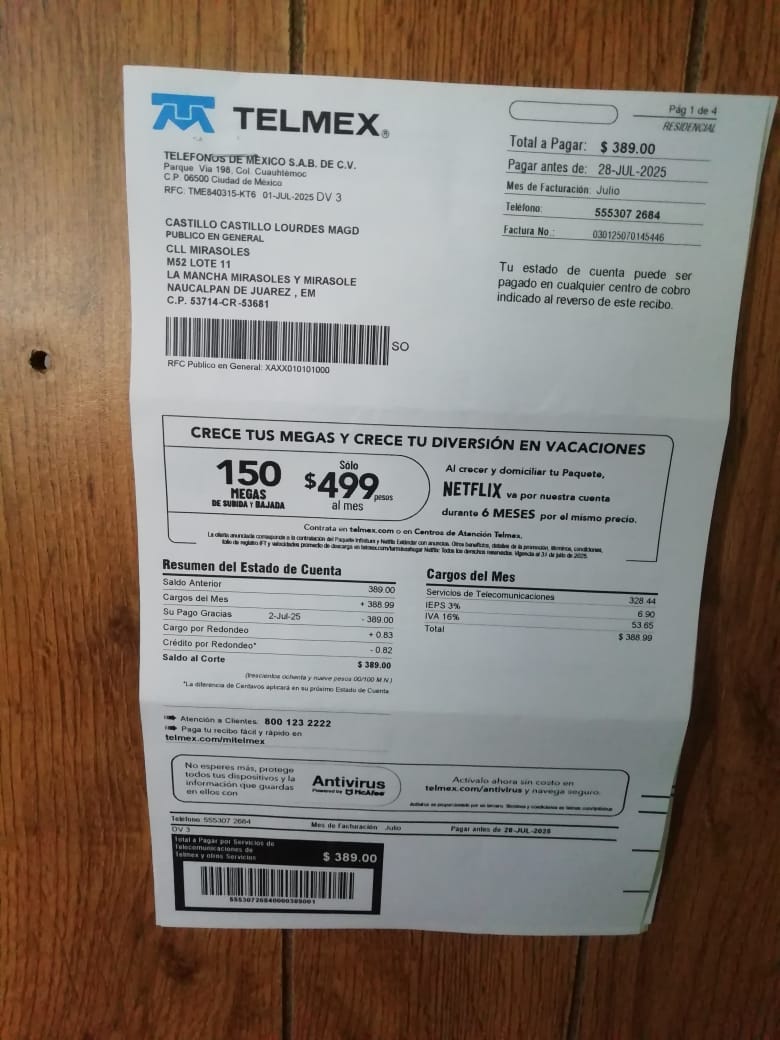 TELMEX®
TELEFONOS DE MEXICO S.A.B. DE C.V.
Parque Via 198, Col. Cuauhtémoc
C.P. 06500 Ciudad de México
RFC: TME840315-KT6 01-JUL-2025 DV 3
Pág 1 de 4
RESIDENCIAL
Total a Pagar: $ 389.00
Pagar antes de: 28-JUL-2025
Mes de Facturación: Julio
Teléfono: 555307 2684
Factura No.: 030125070145446
CASTILLO CASTILLO LOURDES MAGD
PUBLICO EN GENERAL
CLL MIRASOLES
M52 LOTE 11
LA MANCHA MIRASOLES Y MIRASOLE
NAUCALPAN DE JUAREZ , EM
C.P. 53714-CR -53681
Tu estado de cuenta puede ser
pagado en cualquier centro de cobro
indicado al reverso de este recibo.
SO
RFC Publico en General: XAXX010101000
CRECE TUS MEGAS Y CRECE TU DIVERSIÓN EN VACACIONES
150
MEGAS
DE SUBIDA Y BAJADA
Sólo
$499 pesos
al mes
Al crecer y domiciliar tu Paquete,
NETFLIX va por nuestra cuenta
durante 6 MESES por el mismo precio.
Contrata en telmex.com o en Centros de Atención Telmex.
Resumen del Estado de Cuenta
Saldo Anterior 389.00
Cargos del Mes + 388.99
Su Pago Gracias 2-Jul-25 - 389.00
Cargo por Redondeo + 0.83
Crédito por Redondeo* - 0.82
Saldo al Corte $ 389.00
(trescientos ochenta y nueve pesos 00/100 M.N.)
*La diferencia de Centavos aplicará en su próximo Estado de Cuenta
Cargos del Mes
Servicios de Telecomunicaciones 328.44
IEPS 3% 6.90
IVA 16% 53.65
Total $ 388.99
Atención a Clientes: 800 123 2222
Paga tu recibo fácil y rápido en
telmex.com/mitelmex
No esperes más, protege
todos tus dispositivos y la
información que guardas
en ellos con
Antivirus
Powered by McAfee
Actívalo ahora sin costo en
telmex.com/antivirus y navega seguro.
Teléfono: 555307 2684 Mes de Facturación Julio Pagar antes de 28-JUL-2025
DV 3
Total a Pagar por Servicios de
Telecomunicaciones de
Telmex y otros Servicios $ 389.00
55530726840000389001